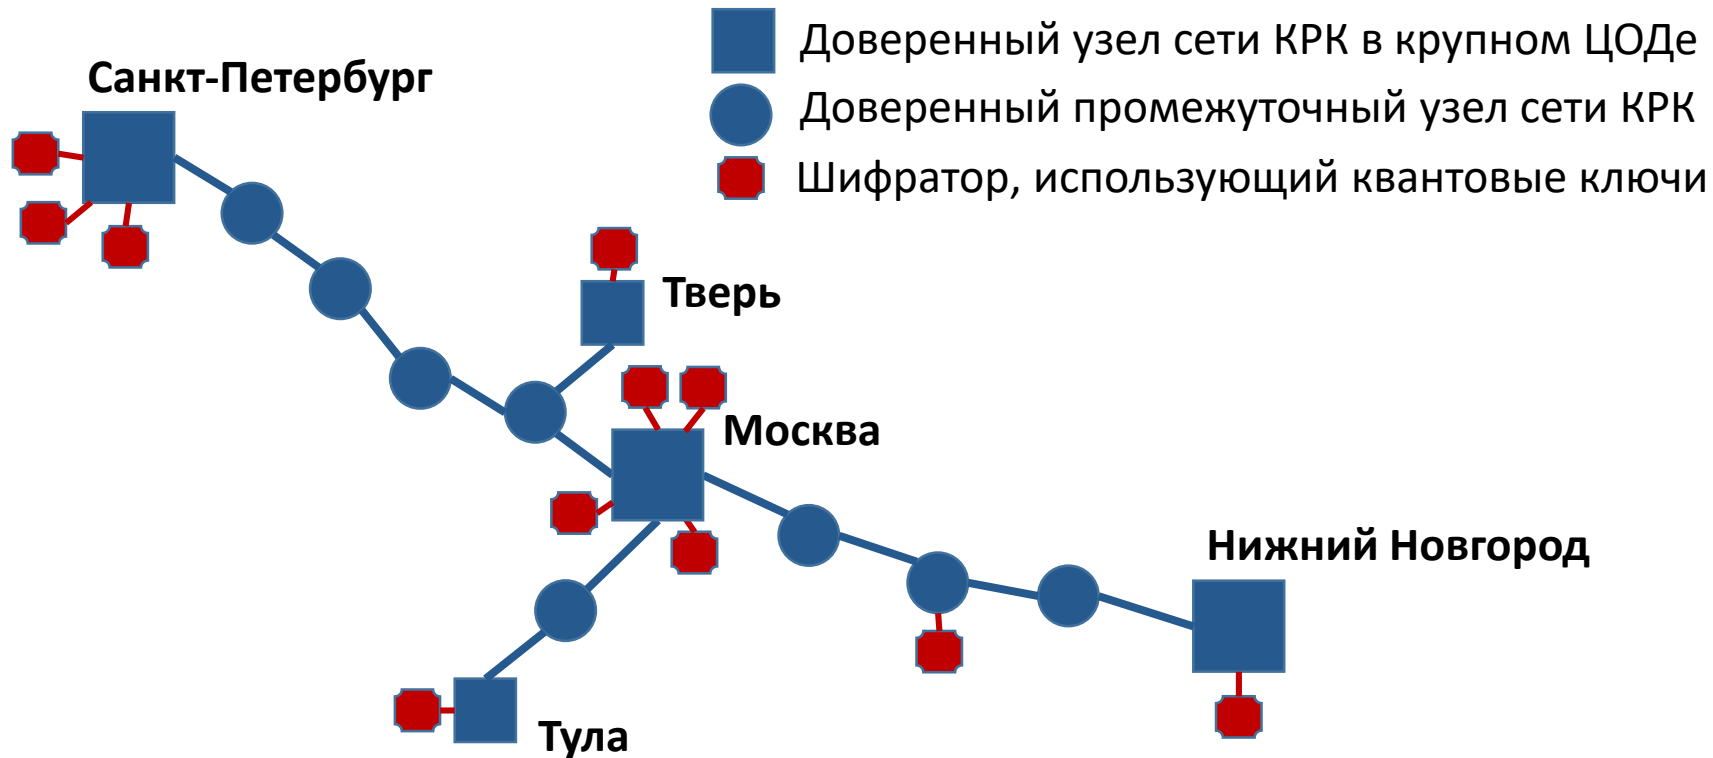 Доверенный узел сети КРК в крупном ЦОДе
Санкт-Петербург
Доверенный промежуточный узел сети КРК
Шифратор, использующий квантовые ключи
Тверь
Москва
Нижний Новгород
Тула